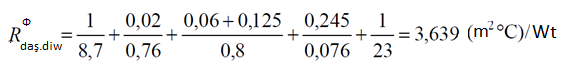 R^Ф_daş.diw = 1/8,7 + 0,02/0,76 + (0,06+0,125)/0,8 + 0,245/0,076 + 1/23 = 3,639 (m²°C)/Wt